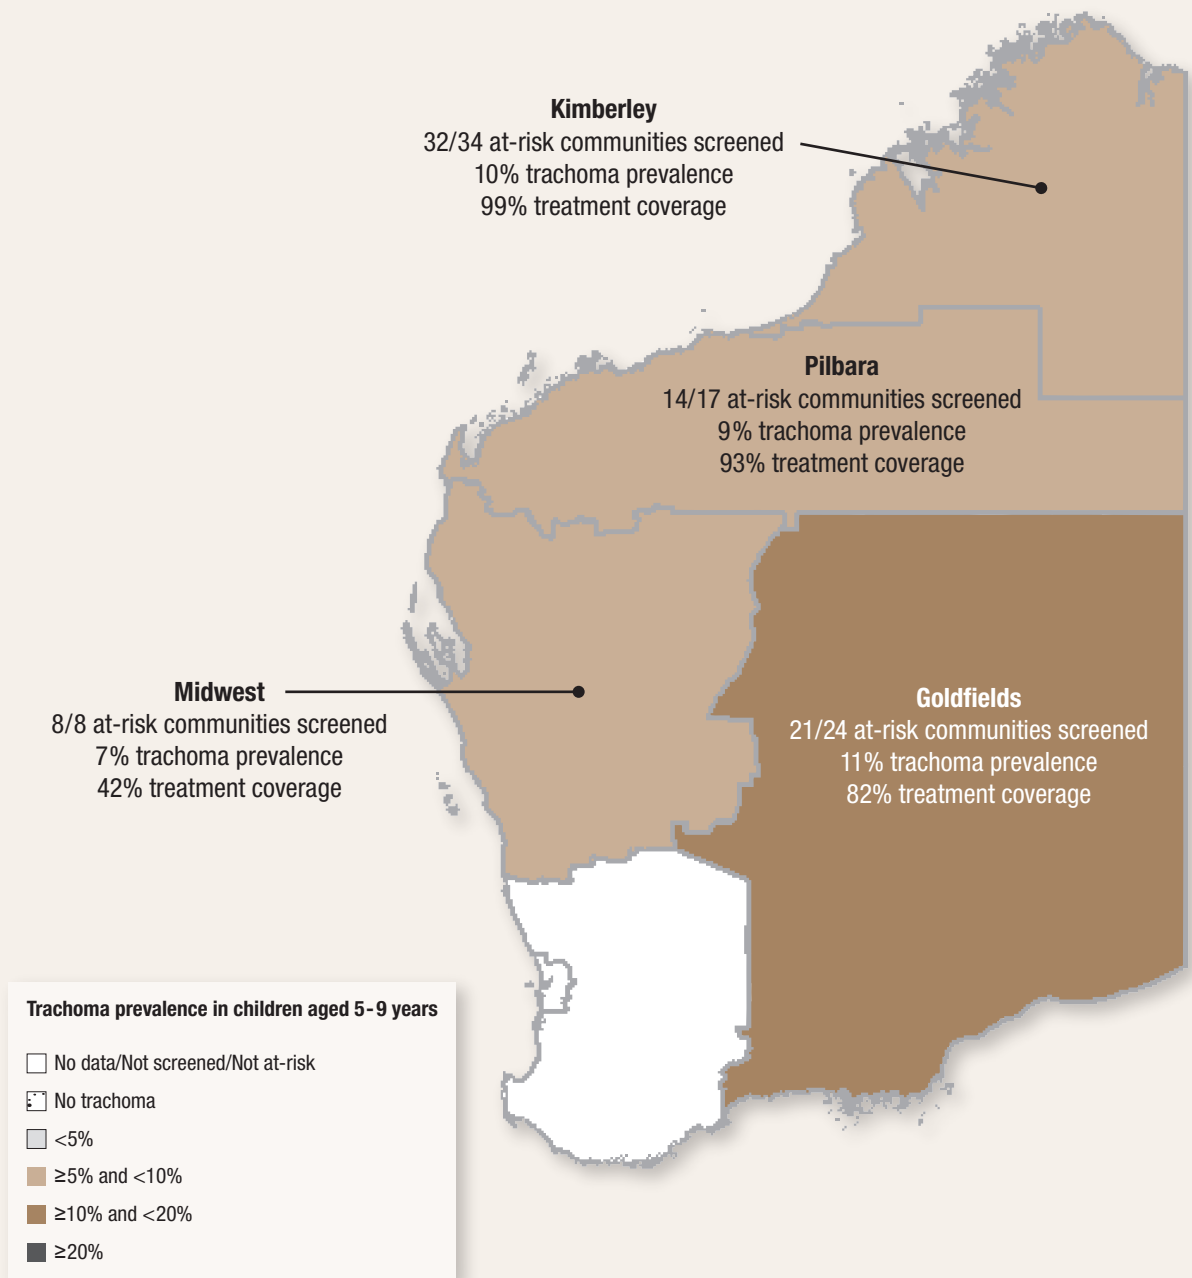 Kimberley
32/34 at-risk communities screened
10% trachoma prevalence
99% treatment coverage
Pilbara
14/17 at-risk communities screened
9% trachoma prevalence
93% treatment coverage
Midwest
8/8 at-risk communities screened
7% trachoma prevalence
42% treatment coverage
Goldfields
21/24 at-risk communities screened
11% trachoma prevalence
82% treatment coverage
Trachoma prevalence in children aged 5-9 years
No data/Not screened/Not at-risk
No trachoma
<5%
≥5% and <10%
≥10% and <20%
≥20%